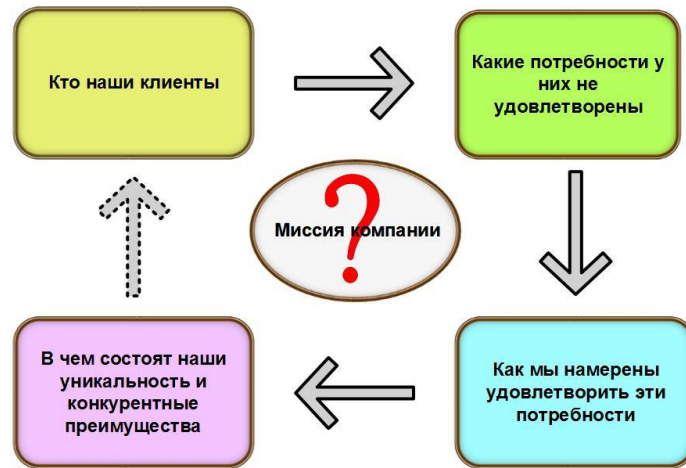 Кто наши клиенты
Какие потребности у
них не
удовлетворены
?
Миссия компании
В чем состоят наши
уникальность и
конкурентные
преимущества
Как мы намерены
удовлетворить эти
потребности